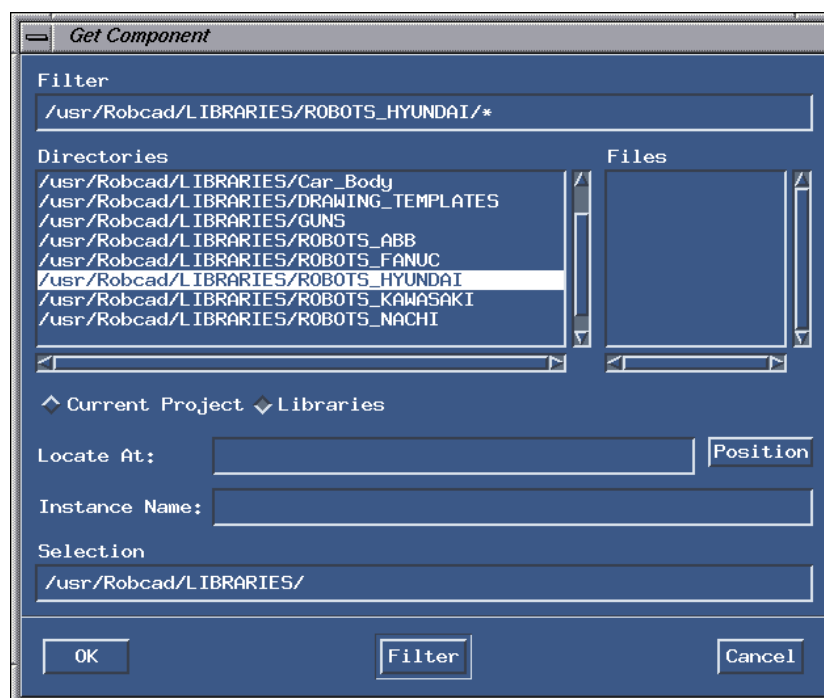 Get Component
Filter
/usr/Robcad/LIBRARIES/ROBOTS_HYUNDAI/*
Directories
Files
/usr/Robcad/LIBRARIES/Car_Body
/usr/Robcad/LIBRARIES/DRAWING_TEMPLATES
/usr/Robcad/LIBRARIES/GUNS
/usr/Robcad/LIBRARIES/ROBOTS_ABB
/usr/Robcad/LIBRARIES/ROBOTS_FANUC
/usr/Robcad/LIBRARIES/ROBOTS_HYUNDAI
/usr/Robcad/LIBRARIES/ROBOTS_KAWASAKI
/usr/Robcad/LIBRARIES/ROBOTS_NACHI
Current Project Libraries
Locate At: Position
Instance Name:
Selection
/usr/Robcad/LIBRARIES/
OK Filter Cancel